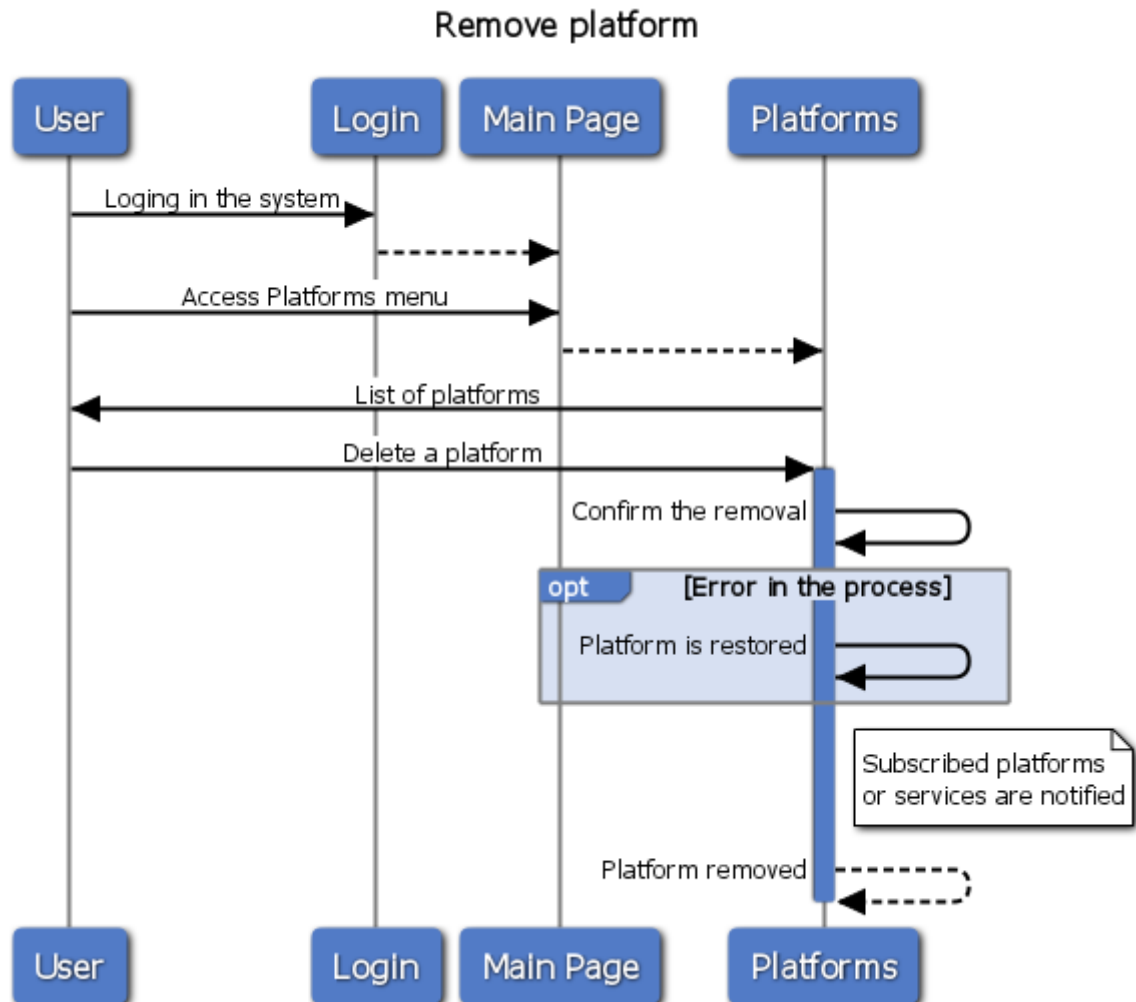 Remove platform
User
Login
Main Page
Platforms
Loging in the system
Access Platforms menu
List of platforms
Delete a platform
Confirm the removal
opt
[Error in the process]
Platform is restored
Subscribed platforms
or services are notified
Platform removed
User
Login
Main Page
Platforms